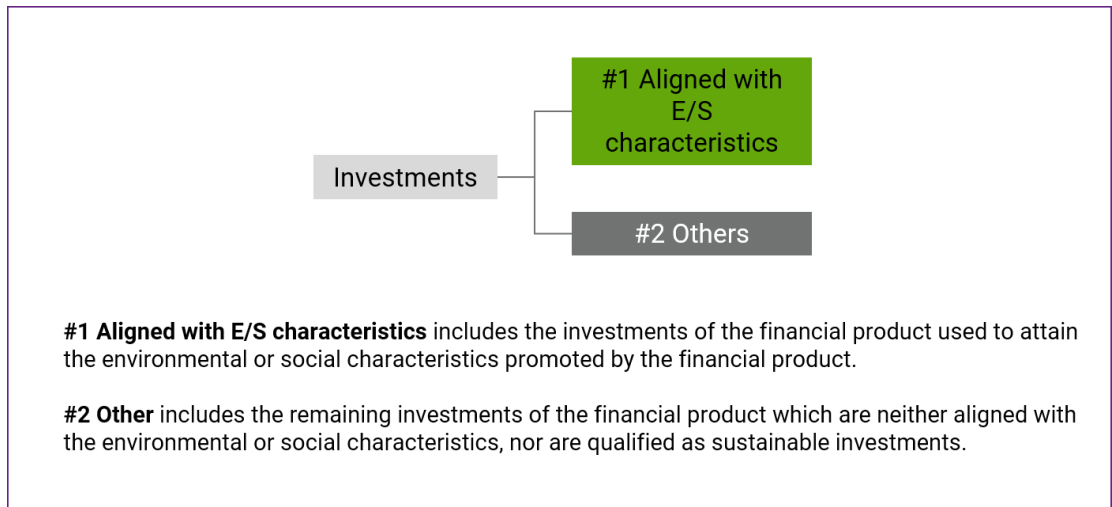 #1 Aligned with
E/S
characteristics
Investments
#2 Others
#1 Aligned with E/S characteristics includes the investments of the financial product used to attain
the environmental or social characteristics promoted by the financial product.
#2 Other includes the remaining investments of the financial product which are neither aligned with
the environmental or social characteristics, nor are qualified as sustainable investments.